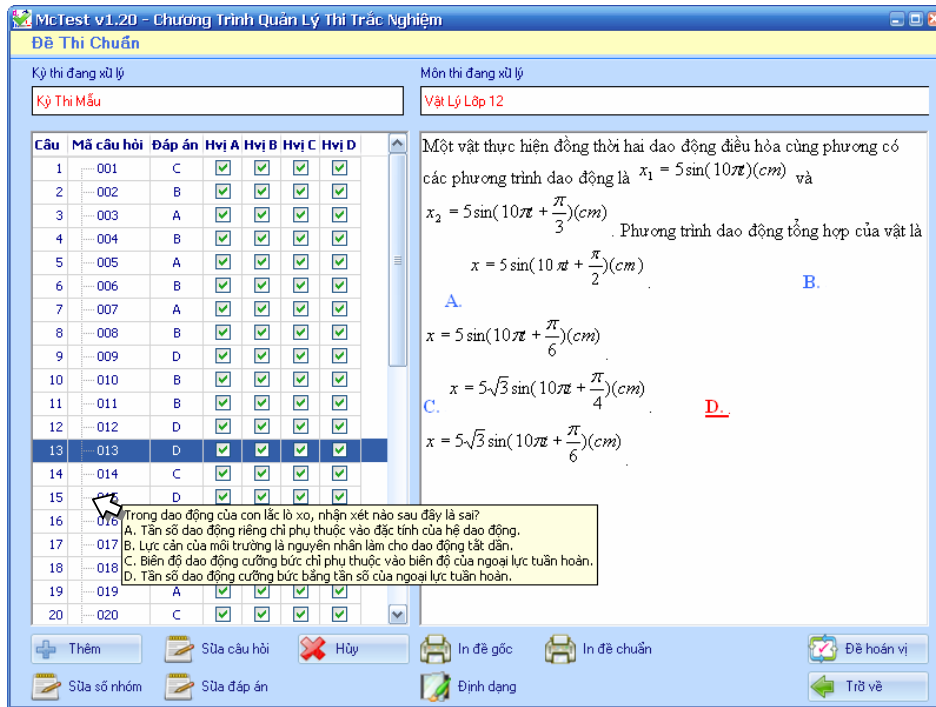 McTest v1.20 - Chương Trình Quản Lý Thi Trắc Nghiệm
Đề Thi Chuẩn
Kỳ thi đang xử lý
Môn thi đang xử lý
Kỳ Thi Mẫu
Vật Lý Lớp 12
Câu Mã câu hỏi Đáp án Hvị A Hvị B Hvị C Hvị D
1 001 C
2 002 B
3 003 A
4 004 B
5 005 A
6 006 B
7 007 A
8 008 B
9 009 D
10 010 B
11 011 B
12 012 D
13 013 D
14 014 C
15 D
16 016
17 017
18 018
19 019 A
20 020 C
Trong dao động của con lắc lò xo, nhận xét nào sau đây là sai?
A. Tần số dao động riêng chỉ phụ thuộc vào đặc tính của hệ dao động.
B. Lực cản của môi trường là nguyên nhân làm cho dao động tắt dần.
C. Biên độ dao động cưỡng bức chỉ phụ thuộc vào biên độ của ngoại lực tuần hoàn.
D. Tần số dao động cưỡng bức bằng tần số của ngoại lực tuần hoàn.
Một vật thực hiện đồng thời hai dao động điều hòa cùng phương có
các phương trình dao động là x₁ = 5sin(10πt)(cm) và
x₂ = 5sin(10πt + π/3)(cm) . Phương trình dao động tổng hợp của vật là
A. x = 5sin(10πt + π/2)(cm) . B.
x = 5sin(10πt + π/6)(cm) .
C. x = 5√3sin(10πt + π/4)(cm) . D. .
x = 5√3sin(10πt + π/6)(cm) .
Thêm Sửa câu hỏi Hủy In đề gốc In đề chuẩn Đề hoán vị
Sửa số nhóm Sửa đáp án Định dạng Trở về